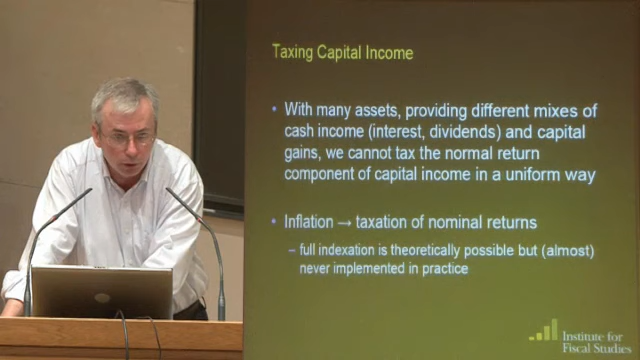 Taxing Capital Income
• With many assets, providing different mixes of
cash income (interest, dividends) and capital
gains, we cannot tax the normal return
component of capital income in a uniform way
• Inflation → taxation of nominal returns
– full indexation is theoretically possible but (almost)
never implemented in practice
Institute for
Fiscal Studies